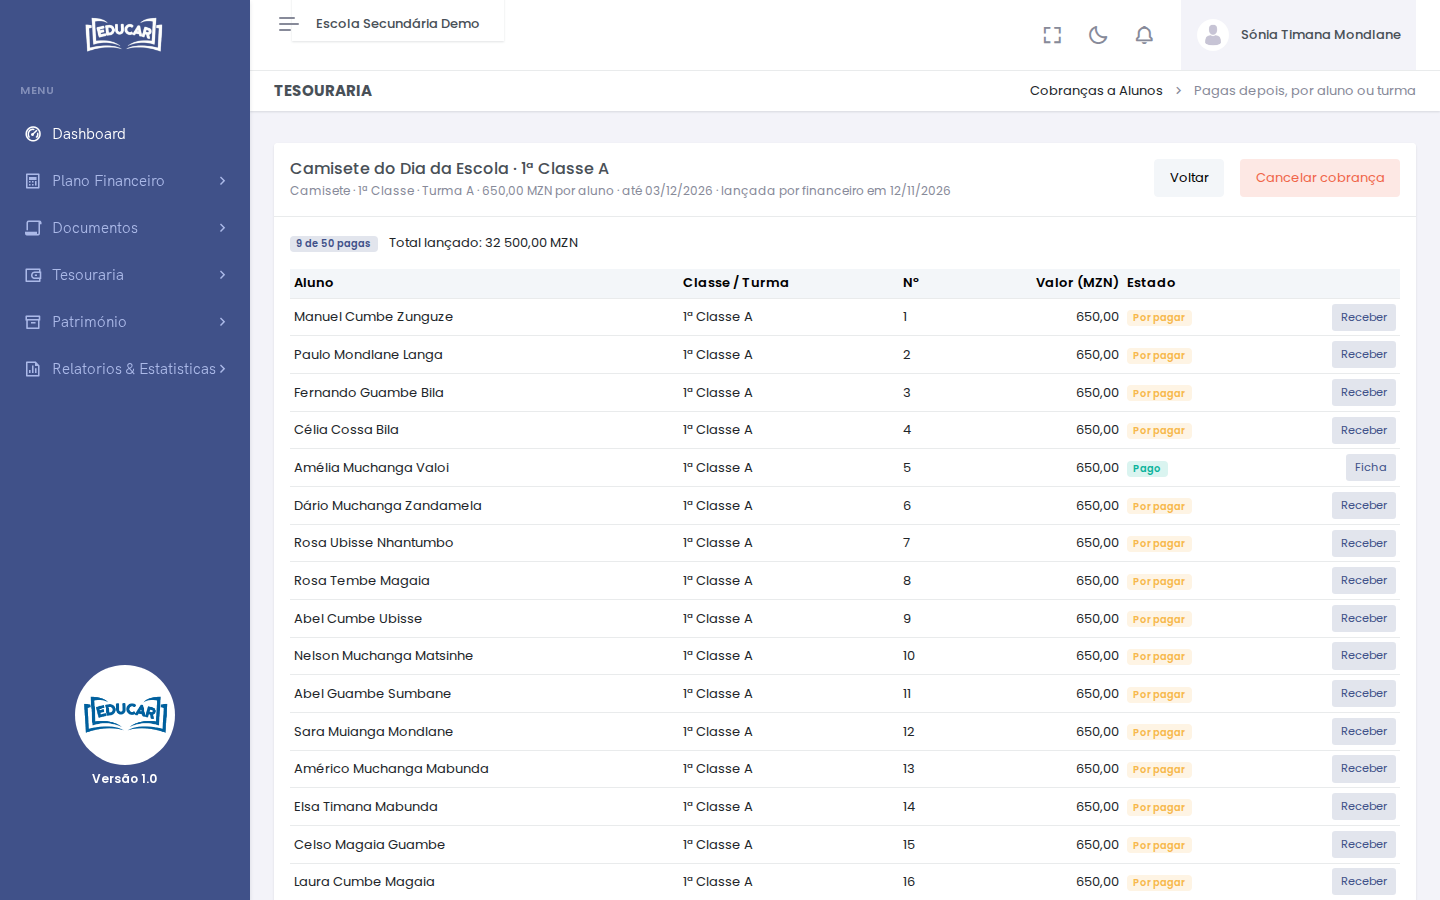 EDUCAR
Escola Secundária Demo
Sónia Timana Mondlane
MENU
TESOURARIA
Cobranças a Alunos > Pagas depois, por aluno ou turma
Dashboard
Plano Financeiro
Documentos
Tesouraria
Património
Relatorios & Estatisticas
EDUCAR
Versão 1.0
Camisete do Dia da Escola · 1ª Classe A
Camisete · 1ª Classe · Turma A · 650,00 MZN por aluno · até 03/12/2026 · lançada por financeiro em 12/11/2026
Voltar
Cancelar cobrança
9 de 50 pagas Total lançado: 32 500,00 MZN
Aluno Classe / Turma Nº Valor (MZN) Estado
Manuel Cumbe Zunguze 1ª Classe A 1 650,00 Por pagar Receber
Paulo Mondlane Langa 1ª Classe A 2 650,00 Por pagar Receber
Fernando Guambe Bila 1ª Classe A 3 650,00 Por pagar Receber
Célia Cossa Bila 1ª Classe A 4 650,00 Por pagar Receber
Amélia Muchanga Valoi 1ª Classe A 5 650,00 Pago Ficha
Dário Muchanga Zandamela 1ª Classe A 6 650,00 Por pagar Receber
Rosa Ubisse Nhantumbo 1ª Classe A 7 650,00 Por pagar Receber
Rosa Tembe Magaia 1ª Classe A 8 650,00 Por pagar Receber
Abel Cumbe Ubisse 1ª Classe A 9 650,00 Por pagar Receber
Nelson Muchanga Matsinhe 1ª Classe A 10 650,00 Por pagar Receber
Abel Guambe Sumbane 1ª Classe A 11 650,00 Por pagar Receber
Sara Muianga Mondlane 1ª Classe A 12 650,00 Por pagar Receber
Américo Muchanga Mabunda 1ª Classe A 13 650,00 Por pagar Receber
Elsa Timana Mabunda 1ª Classe A 14 650,00 Por pagar Receber
Celso Magaia Guambe 1ª Classe A 15 650,00 Por pagar Receber
Laura Cumbe Magaia 1ª Classe A 16 650,00 Por pagar Receber